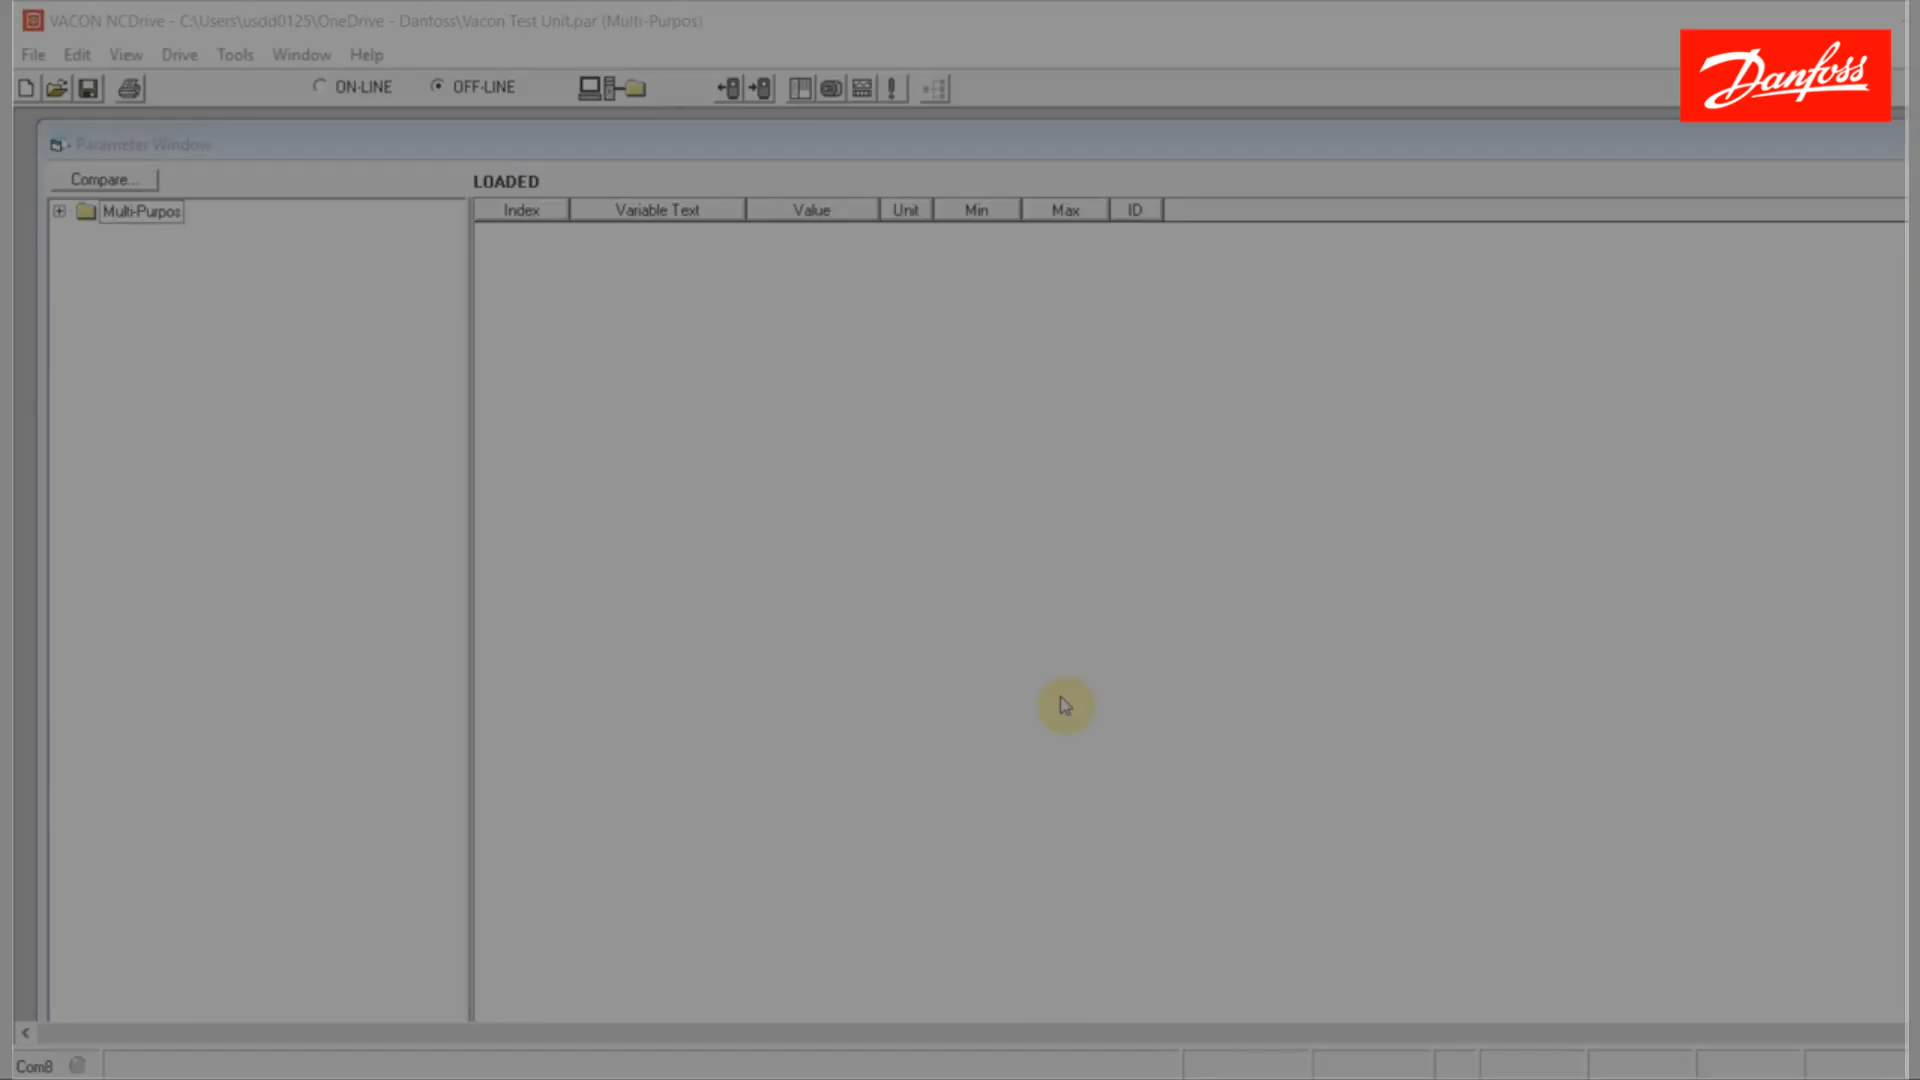 VACON NCDrive - C:\Users\usdd0125\OneDrive - Danfoss\Vacon Test Unit.par (Multi-Purpos)
File Edit View Drive Tools Window Help
ON-LINE OFF-LINE
Danfoss
Parameter Window
Compare... LOADED
Multi-Purpos
Index Variable Text Value Unit Min Max ID
Com8